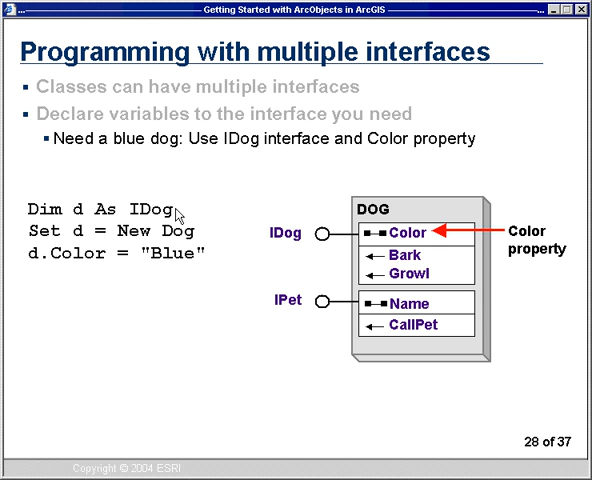 ... Getting Started with ArcObjects in ArcGIS
Programming with multiple interfaces
Classes can have multiple interfaces
Declare variables to the interface you need
Need a blue dog: Use IDog interface and Color property
Dim d As IDog
Set d = New Dog
d.Color = "Blue"
DOG
IDog
Color
Bark
Growl
IPet
Name
CallPet
Color
property
28 of 37
Copyright © 2004 ESRI